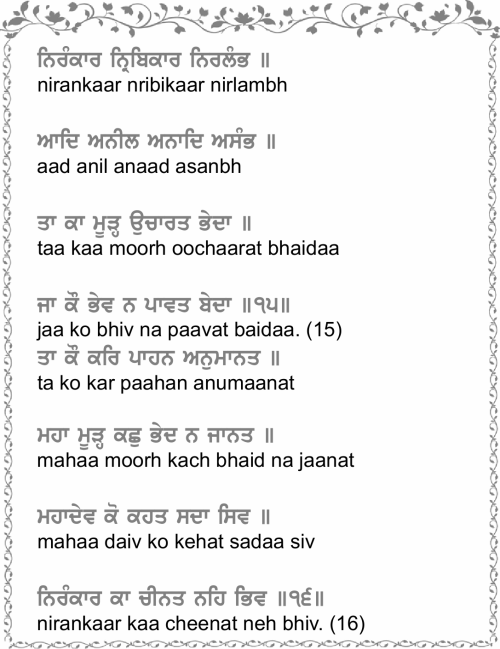 ਨਿਰੰਕਾਰ ਨ੍ਰਿਬਿਕਾਰ ਨਿਰਲੰਭ ॥
nirankaar nribikaar nirlambh
ਆਦਿ ਅਨੀਲ ਅਨਾਦਿ ਅਸੰਭ ॥
aad anil anaad asanbh
ਤਾ ਕਾ ਮੂੜ੍ਹ ਉਚਾਰਤ ਭੇਦਾ ॥
taa kaa moorh oochaarat bhaidaa
ਜਾ ਕੌ ਭੇਵ ਨ ਪਾਵਤ ਬੇਦਾ ॥੧੫॥
jaa ko bhiv na paavat baidaa. (15)
ਤਾ ਕੌ ਕਰਿ ਪਾਹਨ ਅਨੁਮਾਨਤ ॥
ta ko kar paahan anumaanat
ਮਹਾ ਮੂੜ੍ਹ ਕਛੁ ਭੇਦ ਨ ਜਾਨਤ ॥
mahaa moorh kach bhaid na jaanat
ਮਹਾਦੇਵ ਕੋ ਕਹਤ ਸਦਾ ਸਿਵ ॥
mahaa daiv ko kehat sadaa siv
ਨਿਰੰਕਾਰ ਕਾ ਚੀਨਤ ਨਹਿ ਭਿਵ ॥੧੬॥
nirankaar kaa cheenat neh bhiv. (16)